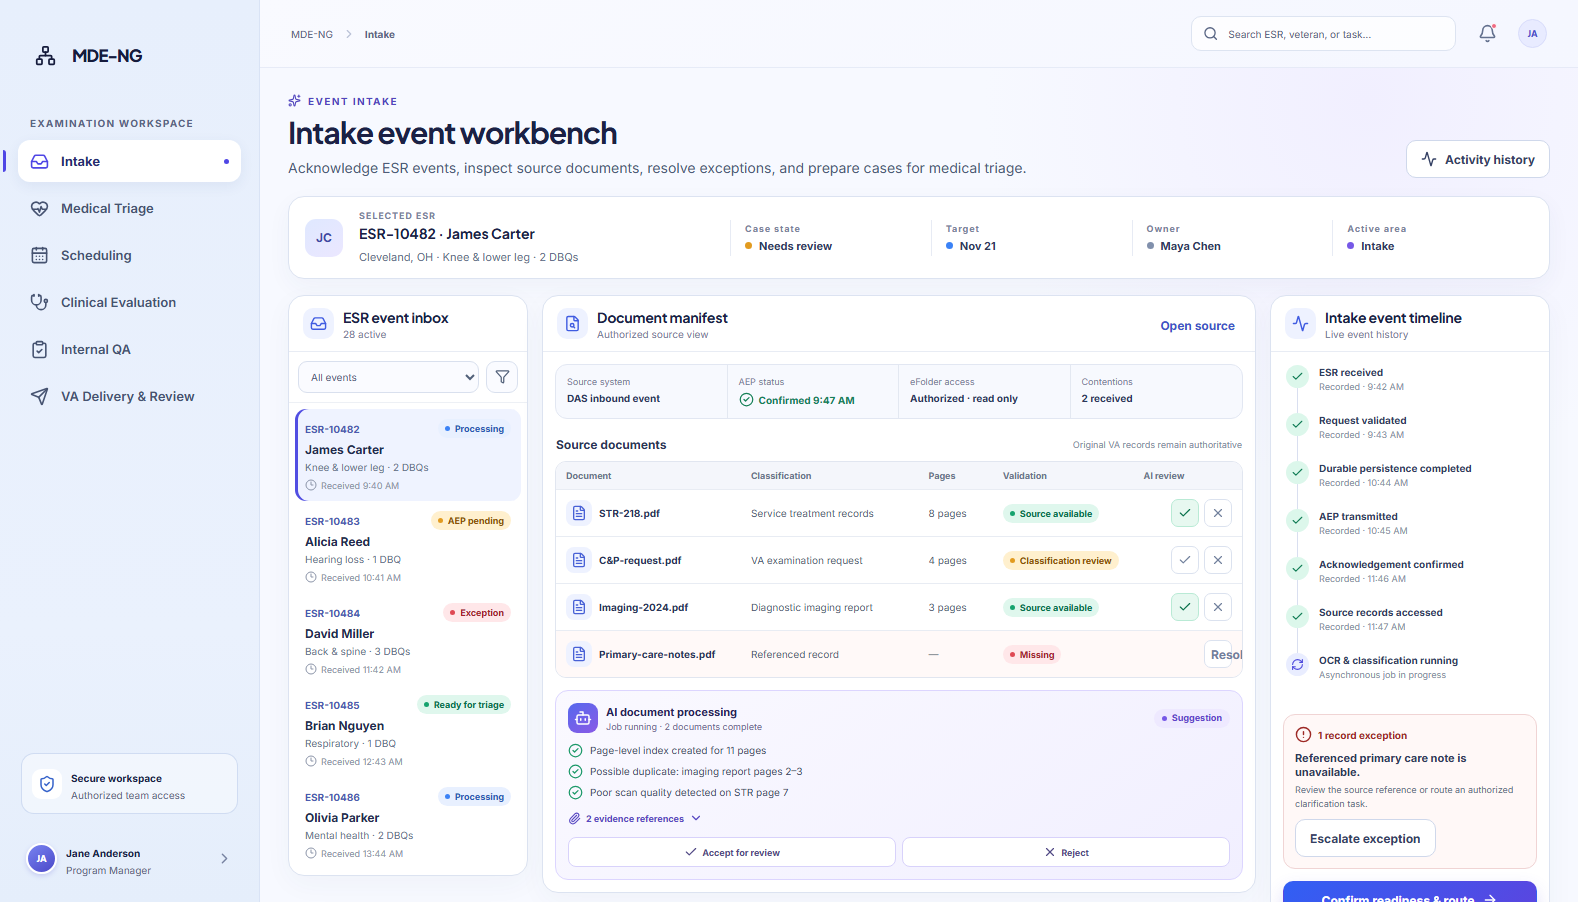 MDE-NG
EXAMINATION WORKSPACE
Intake
Medical Triage
Scheduling
Clinical Evaluation
Internal QA
VA Delivery & Review
Secure workspace
Authorized team access
JA
Jane Anderson
Program Manager
MDE-NG > Intake
Search ESR, veteran, or task...
JA
EVENT INTAKE
Intake event workbench
Acknowledge ESR events, inspect source documents, resolve exceptions, and prepare cases for medical triage.
Activity history
JC
SELECTED ESR
ESR-10482 · James Carter
Cleveland, OH · Knee & lower leg · 2 DBQs
Case state
Needs review
Target
Nov 21
Owner
Maya Chen
Active area
Intake
ESR event inbox
28 active
All events
ESR-10482 Processing
James Carter
Knee & lower leg · 2 DBQs
Received 9:40 AM
ESR-10483 AEP pending
Alicia Reed
Hearing loss · 1 DBQ
Received 10:41 AM
ESR-10484 Exception
David Miller
Back & spine · 3 DBQs
Received 11:42 AM
ESR-10485 Ready for triage
Brian Nguyen
Respiratory · 1 DBQ
Received 12:43 AM
ESR-10486 Processing
Olivia Parker
Mental health · 2 DBQs
Received 13:44 AM
Document manifest
Authorized source view
Open source
Source system
DAS inbound event
AEP status
Confirmed 9:47 AM
eFolder access
Authorized · read only
Contentions
2 received
Source documents
Original VA records remain authoritative
Document Classification Pages Validation AI review
STR-218.pdf Service treatment records 8 pages Source available
C&P-request.pdf VA examination request 4 pages Classification review
Imaging-2024.pdf Diagnostic imaging report 3 pages Source available
Primary-care-notes.pdf Referenced record — Missing Resol
AI document processing
Job running · 2 documents complete
Suggestion
Page-level index created for 11 pages
Possible duplicate: imaging report pages 2–3
Poor scan quality detected on STR page 7
2 evidence references
Accept for review
Reject
Intake event timeline
Live event history
ESR received
Recorded · 9:42 AM
Request validated
Recorded · 9:43 AM
Durable persistence completed
Recorded · 10:44 AM
AEP transmitted
Recorded · 10:45 AM
Acknowledgement confirmed
Recorded · 11:46 AM
Source records accessed
Recorded · 11:47 AM
OCR & classification running
Asynchronous job in progress
1 record exception
Referenced primary care note is
unavailable.
Review the source reference or route an authorized
clarification task.
Escalate exception
Confirm readiness & route